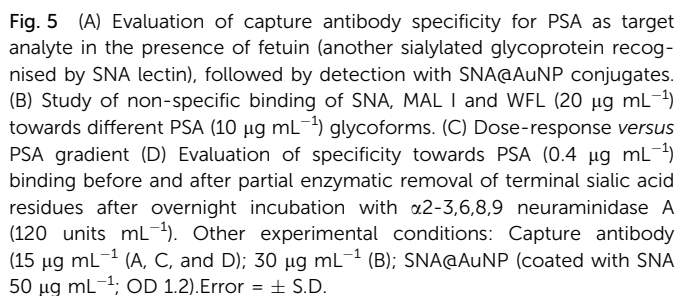 Fig. 5 (A) Evaluation of capture antibody specificity for PSA as target
analyte in the presence of fetuin (another sialylated glycoprotein recog-
nised by SNA lectin), followed by detection with SNA@AuNP conjugates.
(B) Study of non-specific binding of SNA, MAL I and WFL (20 μg mL⁻¹)
towards different PSA (10 μg mL⁻¹) glycoforms. (C) Dose-response versus
PSA gradient (D) Evaluation of specificity towards PSA (0.4 μg mL⁻¹)
binding before and after partial enzymatic removal of terminal sialic acid
residues after overnight incubation with α2-3,6,8,9 neuraminidase A
(120 units mL⁻¹). Other experimental conditions: Capture antibody
(15 μg mL⁻¹ (A, C, and D); 30 μg mL⁻¹ (B); SNA@AuNP (coated with SNA
50 μg mL⁻¹; OD 1.2).Error = ± S.D.